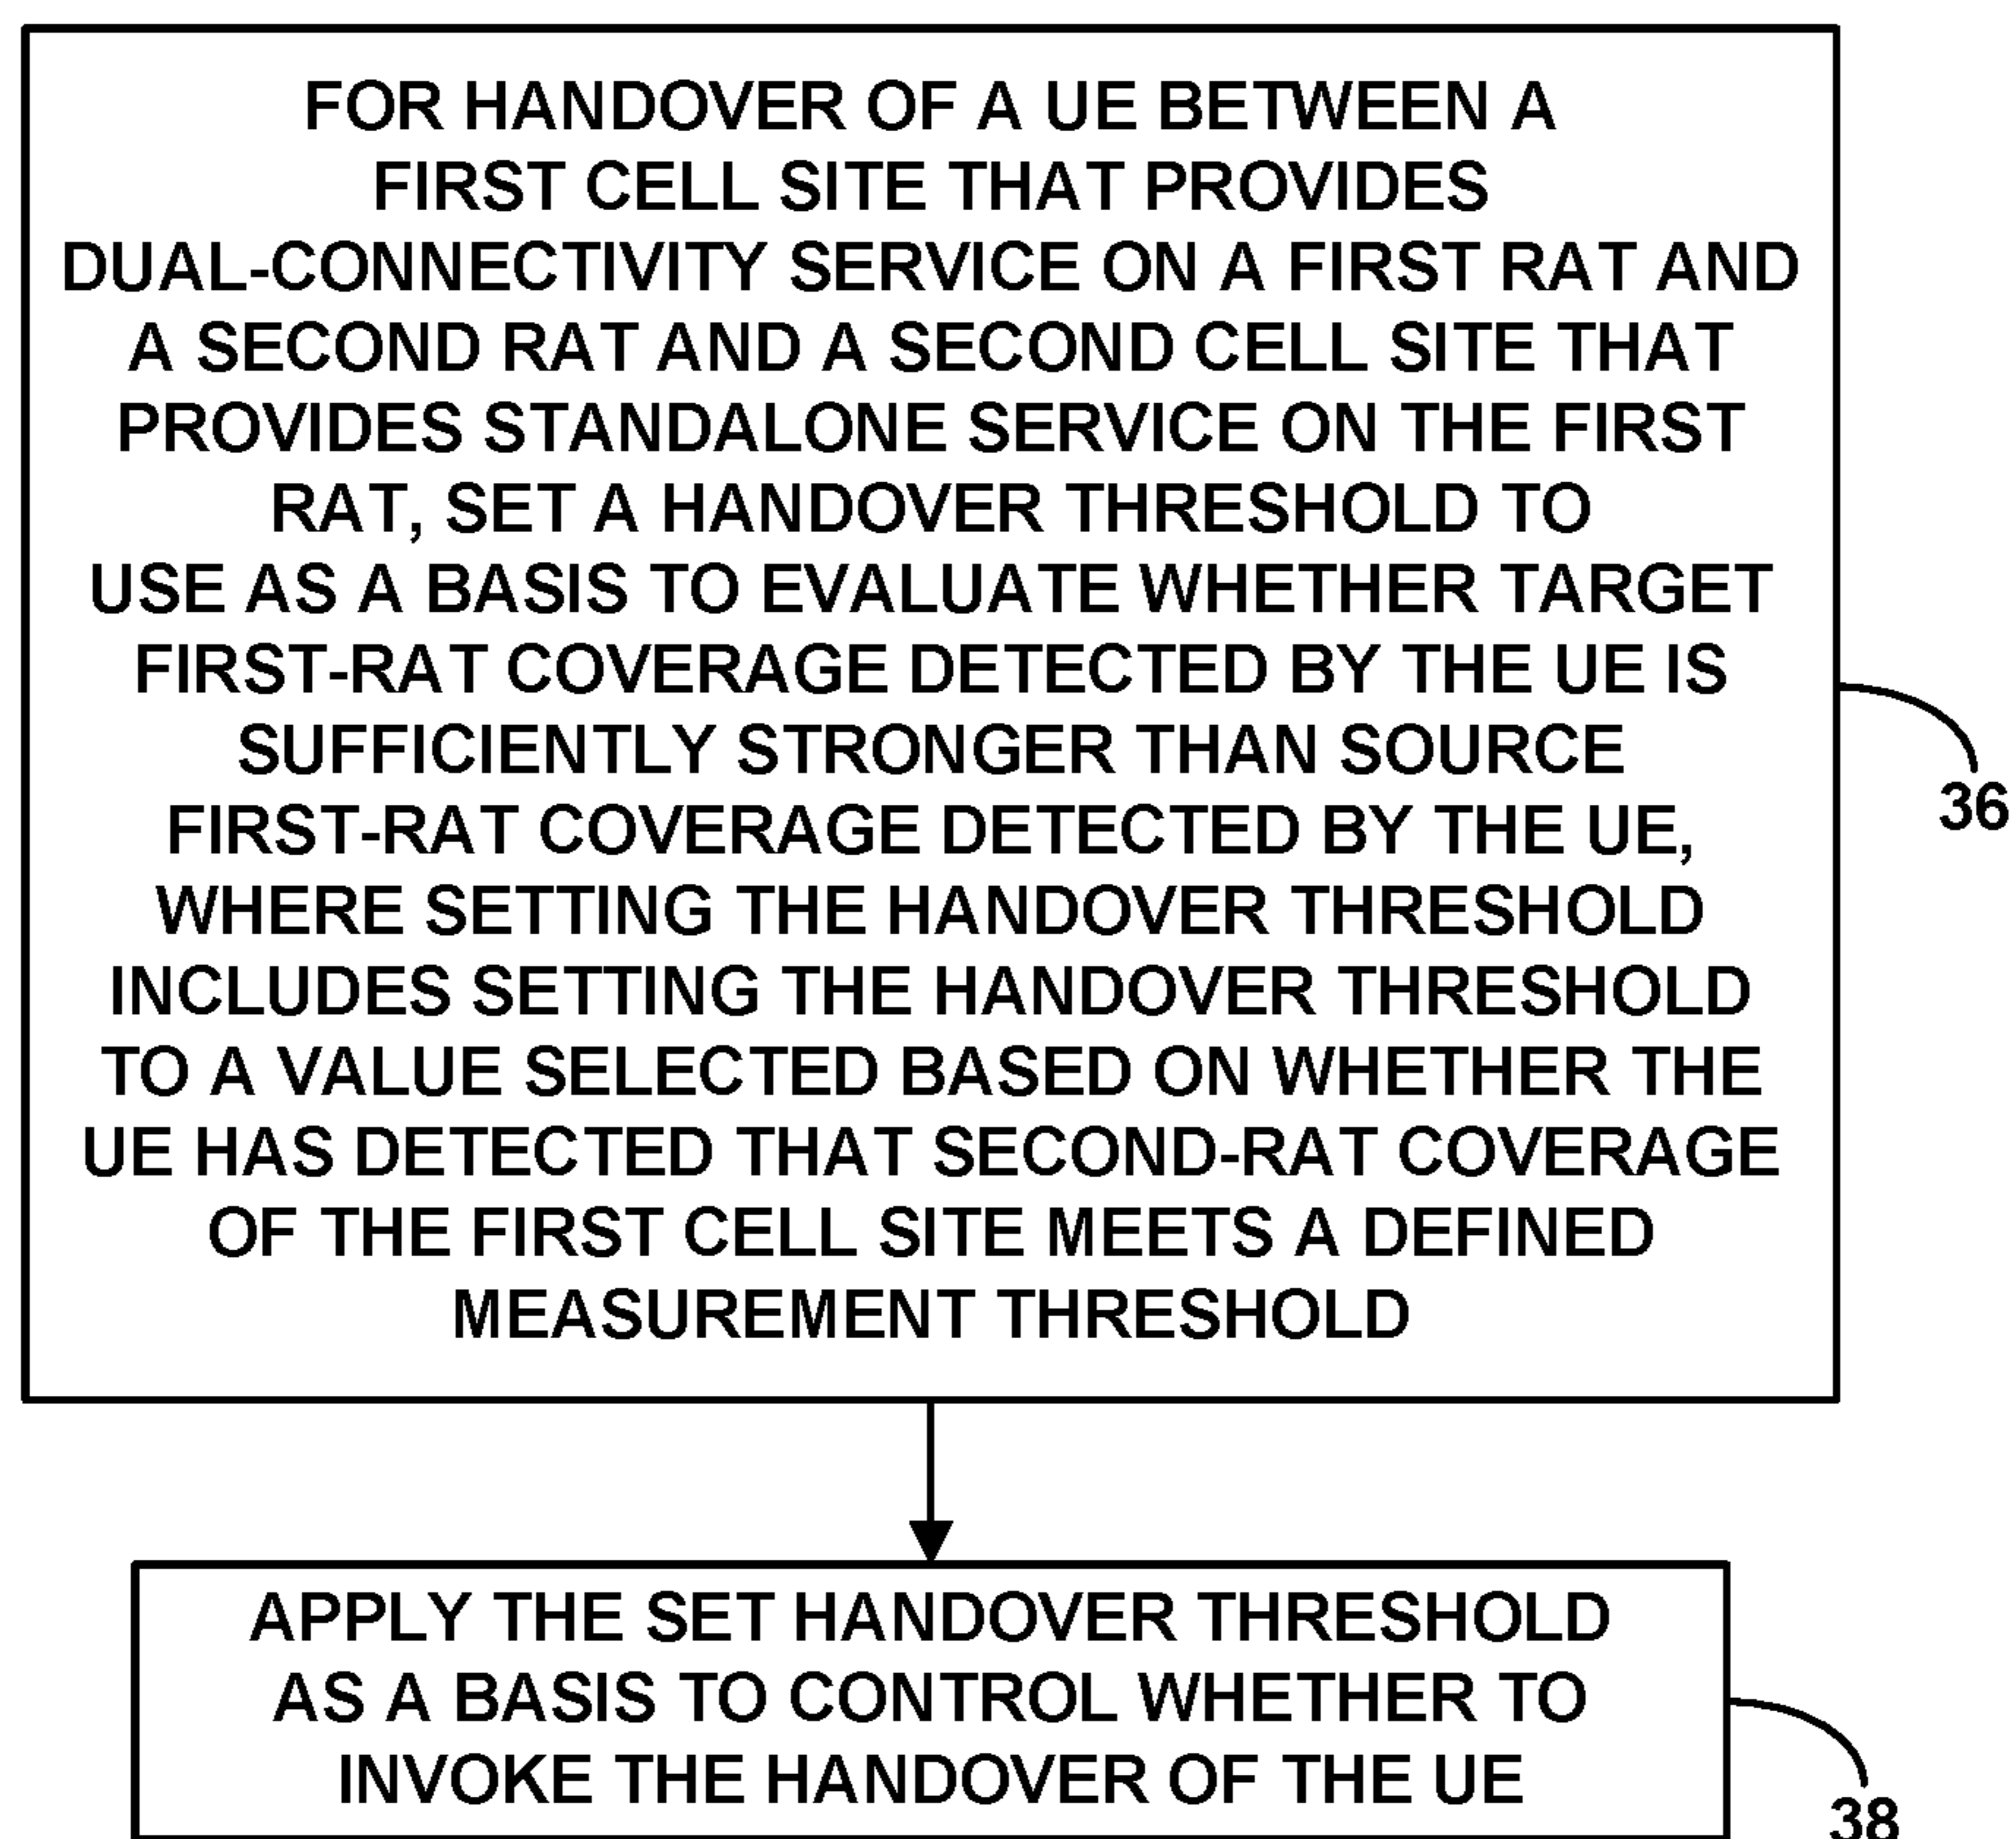 FOR HANDOVER OF A UE BETWEEN A
FIRST CELL SITE THAT PROVIDES
DUAL-CONNECTIVITY SERVICE ON A FIRST RAT AND
A SECOND RAT AND A SECOND CELL SITE THAT
PROVIDES STANDALONE SERVICE ON THE FIRST
RAT, SET A HANDOVER THRESHOLD TO
USE AS A BASIS TO EVALUATE WHETHER TARGET
FIRST-RAT COVERAGE DETECTED BY THE UE IS
SUFFICIENTLY STRONGER THAN SOURCE
FIRST-RAT COVERAGE DETECTED BY THE UE,
WHERE SETTING THE HANDOVER THRESHOLD
INCLUDES SETTING THE HANDOVER THRESHOLD
TO A VALUE SELECTED BASED ON WHETHER THE
UE HAS DETECTED THAT SECOND-RAT COVERAGE
OF THE FIRST CELL SITE MEETS A DEFINED
MEASUREMENT THRESHOLD
36
APPLY THE SET HANDOVER THRESHOLD
AS A BASIS TO CONTROL WHETHER TO
INVOKE THE HANDOVER OF THE UE
38